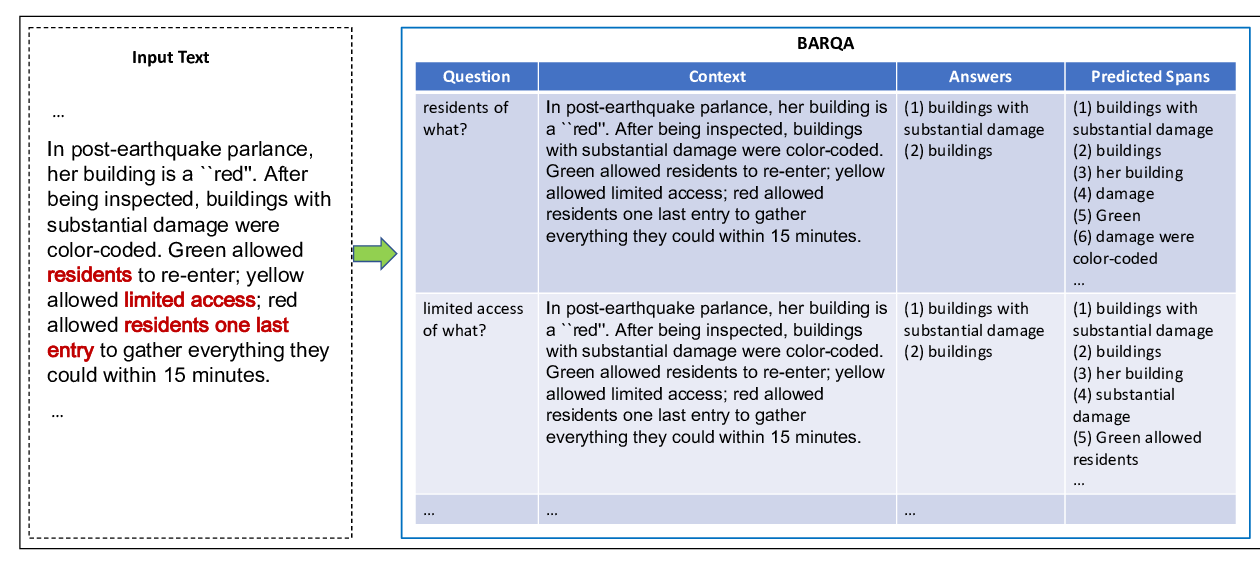 Input Text
...
In post-earthquake parlance,
her building is a ``red". After
being inspected, buildings with
substantial damage were
color-coded. Green allowed
residents to re-enter; yellow
allowed limited access; red
allowed residents one last
entry to gather everything they
could within 15 minutes.
...
BARQA
Question
Context
Answers
Predicted Spans
residents of
what?
In post-earthquake parlance, her building is
a ``red". After being inspected, buildings
with substantial damage were color-coded.
Green allowed residents to re-enter; yellow
allowed limited access; red allowed
residents one last entry to gather
everything they could within 15 minutes.
(1) buildings with
substantial damage
(2) buildings
(1) buildings with
substantial damage
(2) buildings
(3) her building
(4) damage
(5) Green
(6) damage were
color-coded
...
limited access
of what?
In post-earthquake parlance, her building is
a ``red". After being inspected, buildings
with substantial damage were color-coded.
Green allowed residents to re-enter; yellow
allowed limited access; red allowed
residents one last entry to gather
everything they could within 15 minutes.
(1) buildings with
substantial damage
(2) buildings
(1) buildings with
substantial damage
(2) buildings
(3) her building
(4) substantial
damage
(5) Green allowed
residents
...
...
...
...